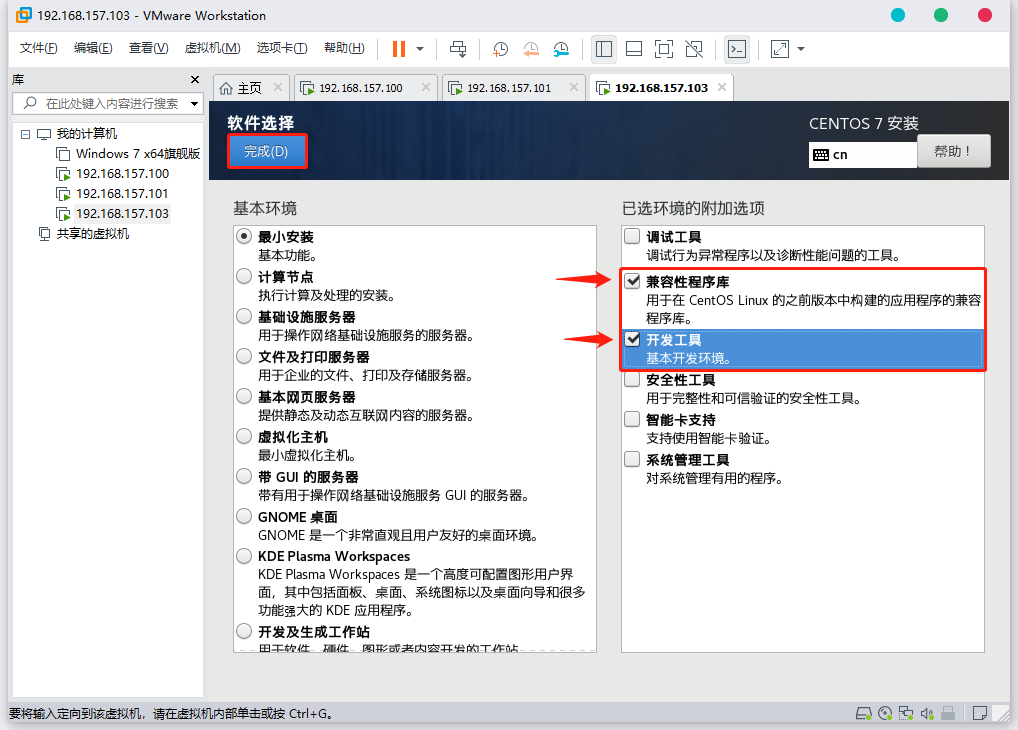 192.168.157.103 - VMware Workstation
文件(F) 编辑(E) 查看(V) 虚拟机(M) 选项卡(T) 帮助(H)
库
在此处键入内容进行搜索
我的计算机
Windows 7 x64旗舰版
192.168.157.100
192.168.157.101
192.168.157.103
共享的虚拟机
主页 192.168.157.100 192.168.157.101 192.168.157.103
软件选择
完成(D)
CENTOS 7 安装
cn
帮助！
基本环境
最小安装
基本功能。
计算节点
执行计算及处理的安装。
基础设施服务器
用于操作网络基础设施服务的服务器。
文件及打印服务器
用于企业的文件、打印及存储服务器。
基本网页服务器
提供静态及动态互联网内容的服务器。
虚拟化主机
最小虚拟化主机。
带 GUI 的服务器
带有用于操作网络基础设施服务 GUI 的服务器。
GNOME 桌面
GNOME 是一个非常直观且用户友好的桌面环境。
KDE Plasma Workspaces
KDE Plasma Workspaces 是一个高度可配置图形用户界
面，其中包括面板、桌面、系统图标以及桌面向导和很多
功能强大的 KDE 应用程序。
开发及生成工作站
用于软件、硬件、图形或者内容开发的工作站
已选环境的附加选项
调试工具
调试行为异常程序以及诊断性能问题的工具。
兼容性程序库
用于在 CentOS Linux 的之前版本中构建的应用程序的兼容
程序库。
开发工具
基本开发环境。
安全性工具
用于完整性和可信验证的安全性工具。
智能卡支持
支持使用智能卡验证。
系统管理工具
对系统管理有用的程序。
要将输入定向到该虚拟机，请在虚拟机内部单击或按 Ctrl+G。